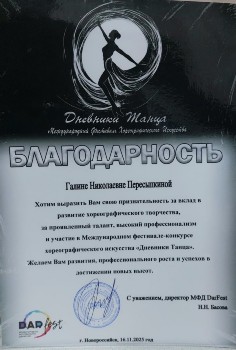 Дневники Танца
Международный Фестиваль Хореографического Искусства
БЛАГОДАРНОСТЬ
Галине Николаевне Пересыпкиной
Хотим выразить Вам свою признательность за вклад в
развитие хореографического творчества,
за проявленный талант, высокий профессионализм
и участие в Международном фестивале-конкурсе
хореографического искусства «Дневники Танца».
Желаем Вам развития, профессионального роста и успехов в
достижении новых высот.
С уважением, директор МФД DarFest
Н.Н. Басова
DARfest
г. Новороссийск, 16.11.2023 год